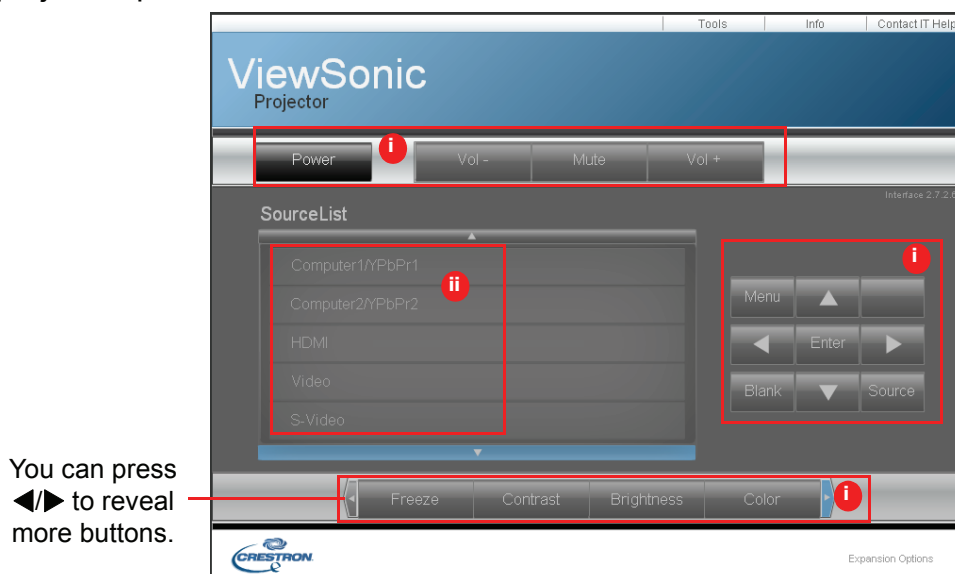 Tools Info Contact IT Help
ViewSonic
Projector
Power i Vol - Mute Vol +
Interface 2.7.2.6
SourceList
Computer1/YPbPr1
ii
Computer2/YPbPr2
HDMI
Video
S-Video
i
Menu
Enter
Blank Source
You can press
◀/▶ to reveal
more buttons.
Freeze Contrast Brightness Color i
CRESTRON
Expansion Options